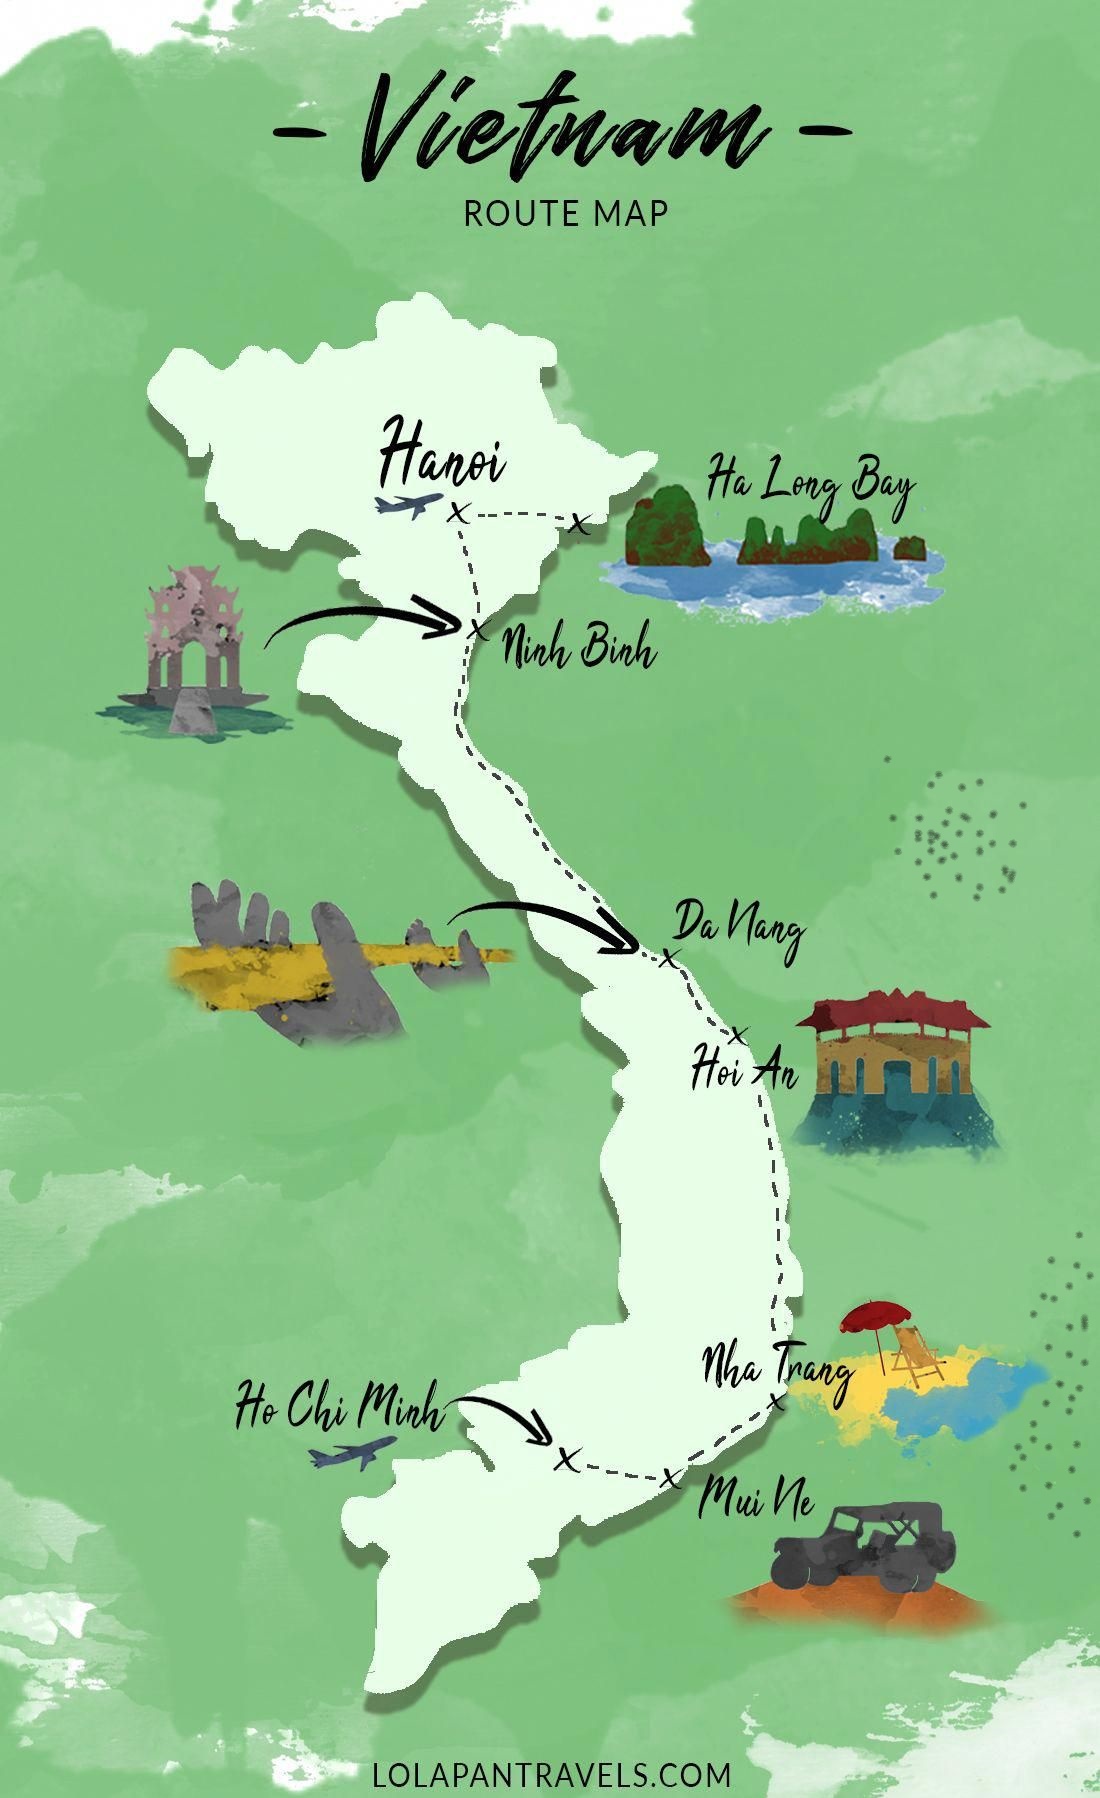 - Vietnam -
ROUTE MAP
Hanoi
Ha Long Bay
Ninh Binh
Da Nang
Hoi An
Nha Trang
Ho Chi Minh
Mui Ne
LOLAPANTRAVELS.COM